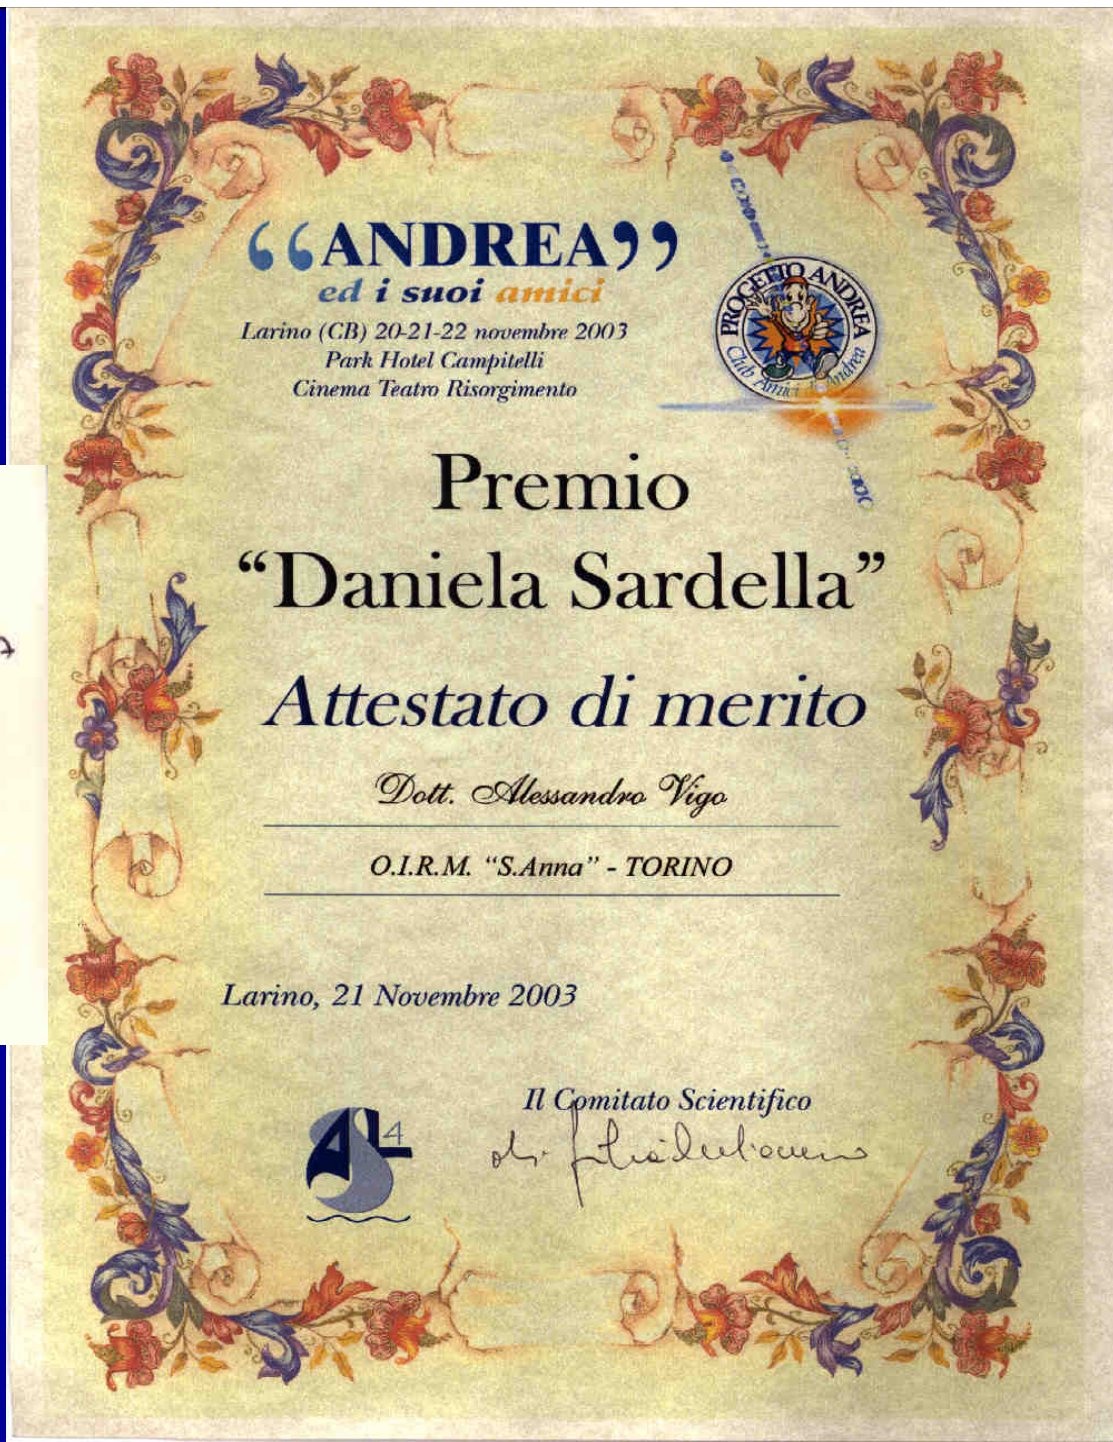 “ANDREA”
ed i suoi amici
Larino (CB) 20-21-22 novembre 2003
Park Hotel Campitelli
Cinema Teatro Risorgimento
PROGETTO ANDREA
Club Amici di Andrea
Premio
“Daniela Sardella”
Attestato di merito
Dott. Alessandro Vigo
O.I.R.M. “S.Anna” - TORINO
Larino, 21 Novembre 2003
Il Comitato Scientifico
4